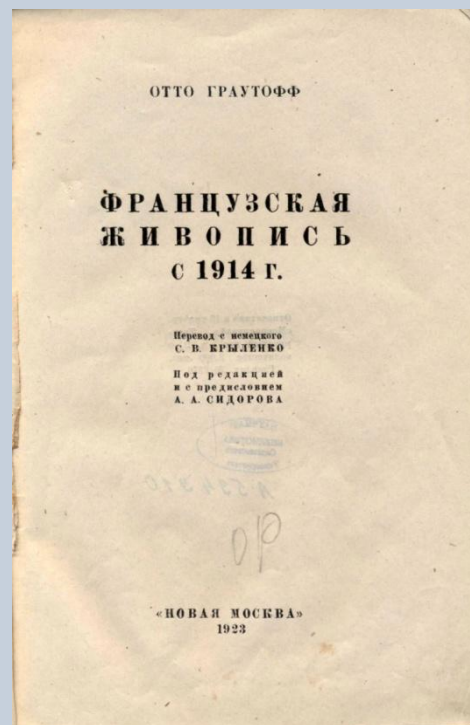 ОТТО ГРАУТОФФ
ФРАНЦУЗСКАЯ
ЖИВОПИСЬ
С 1914 Г.
Перевод с немецкого
С. В. КРЫЛЕНКО
Под редакцией
и с предисловием
А. А. СИДОРОВА
«НОВАЯ МОСКВА»
1923